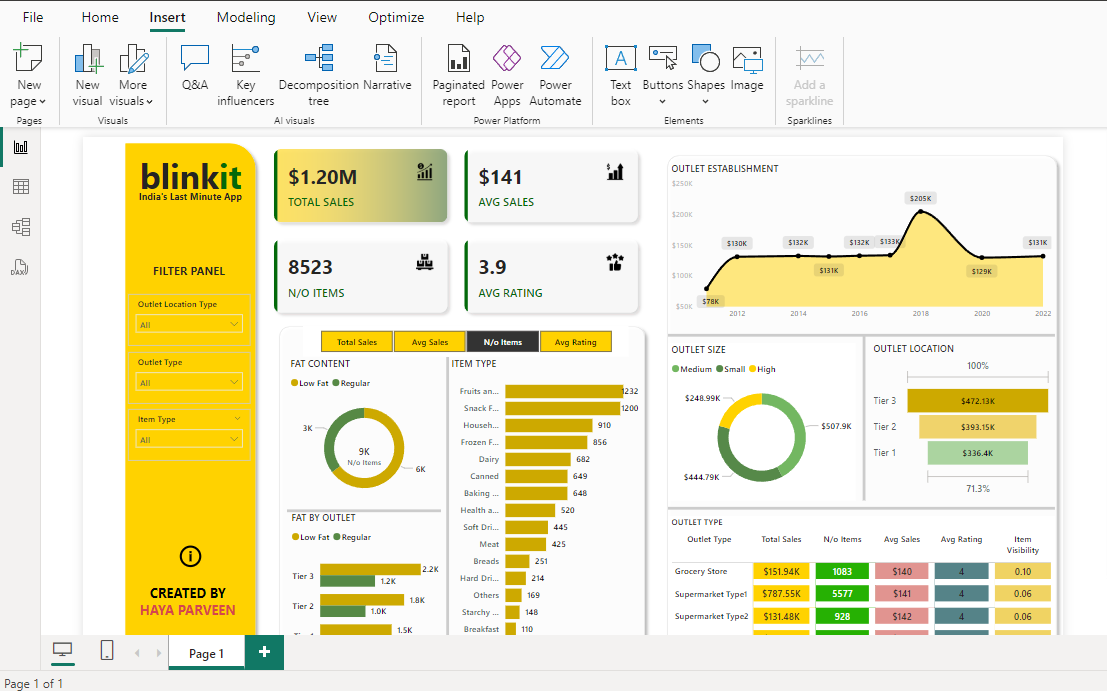 File Home Insert Modeling View Optimize Help
New page
New visual
More visuals
Q&A
Key influencers
Decomposition tree
Narrative
Paginated report
Power Apps
Power Automate
Text box
Buttons
Shapes
Image
Add a sparkline
Pages
Visuals
AI visuals
Power Platform
Elements
Sparklines
DAX
blinkit
India's Last Minute App
FILTER PANEL
Outlet Location Type
All
Outlet Type
All
Item Type
All
CREATED BY
HAYA PARVEEN
$1.20M
TOTAL SALES
$141
AVG SALES
8523
N/O ITEMS
3.9
AVG RATING
Total Sales Avg Sales N/o Items Avg Rating
FAT CONTENT
Low Fat Regular
3K
9K
N/o Items
6K
FAT BY OUTLET
Low Fat Regular
Tier 3 2.2K
1.2K
Tier 2 1.8K
1.0K
1.5K
ITEM TYPE
Fruits an... 1232
Snack F... 1200
Househ... 910
Frozen F... 856
Dairy 682
Canned 649
Baking ... 648
Health a... 520
Soft Dri... 445
Meat 425
Breads 251
Hard Dri... 214
Others 169
Starchy ... 148
Breakfast 110
OUTLET ESTABLISHMENT
$250K
$200K
$150K
$100K
$50K
$78K $130K $132K $131K $132K $133K $205K $129K $131K
2012 2014 2016 2018 2020 2022
OUTLET SIZE
Medium Small High
$248.99K
$507.9K
$444.79K
OUTLET LOCATION
100%
Tier 3 $472.13K
Tier 2 $393.15K
Tier 1 $336.4K
71.3%
OUTLET TYPE
Outlet Type Total Sales N/o Items Avg Sales Avg Rating Item Visibility
Grocery Store $151.94K 1083 $140 4 0.10
Supermarket Type1 $787.55K 5577 $141 4 0.06
Supermarket Type2 $131.48K 928 $142 4 0.06
Page 1
+
Page 1 of 1